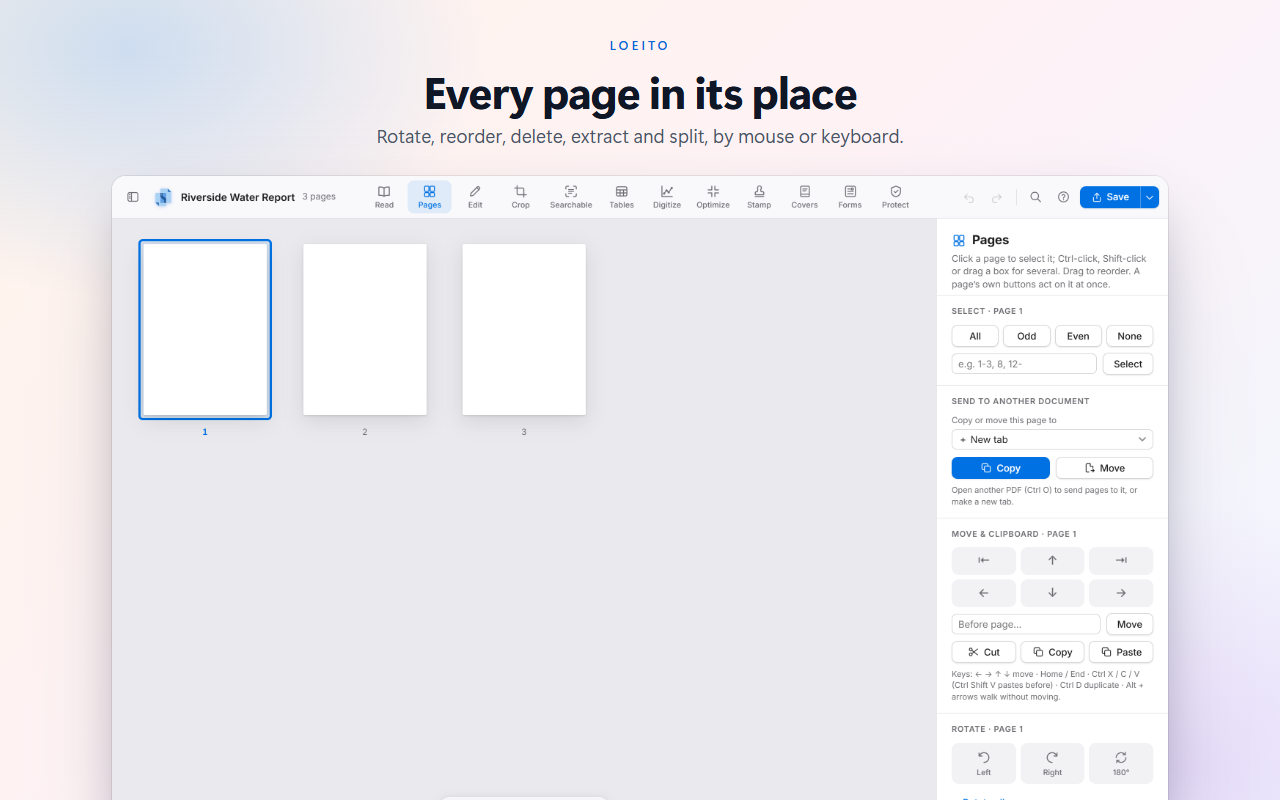 LOEITO
Every page in its place
Rotate, reorder, delete, extract and split, by mouse or keyboard.
Riverside Water Report 3 pages
Read
Pages
Edit
Crop
Searchable
Tables
Digitize
Optimize
Stamp
Covers
Forms
Protect
Save
1
2
3
Pages
Click a page to select it; Ctrl-click, Shift-click
or drag a box for several. Drag to reorder. A
page's own buttons act on it at once.
SELECT · PAGE 1
All Odd Even None
e.g. 1-3, 8, 12- Select
SEND TO ANOTHER DOCUMENT
Copy or move this page to
+ New tab
Copy Move
Open another PDF (Ctrl O) to send pages to it, or
make a new tab.
MOVE & CLIPBOARD · PAGE 1
Before page... Move
Cut Copy Paste
Keys: ← → ↑ ↓ move · Home / End · Ctrl X / C / V
(Ctrl Shift V pastes before) · Ctrl D duplicate · Alt +
arrows walk without moving.
ROTATE · PAGE 1
Left Right 180°